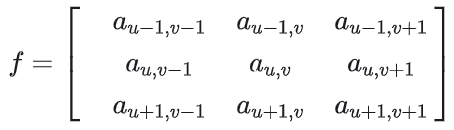 f = [ a_{u-1,v-1} a_{u-1,v} a_{u-1,v+1}
a_{u,v-1} a_{u,v} a_{u,v+1}
a_{u+1,v-1} a_{u+1,v} a_{u+1,v+1} ]